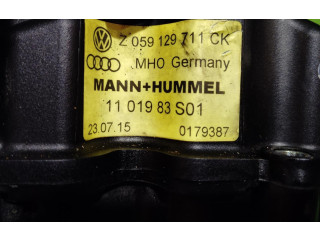 Z 059 129 711 CK
MHO Germany
MANN+HUMMEL
11 019 83 S01
23.07.15 0179387